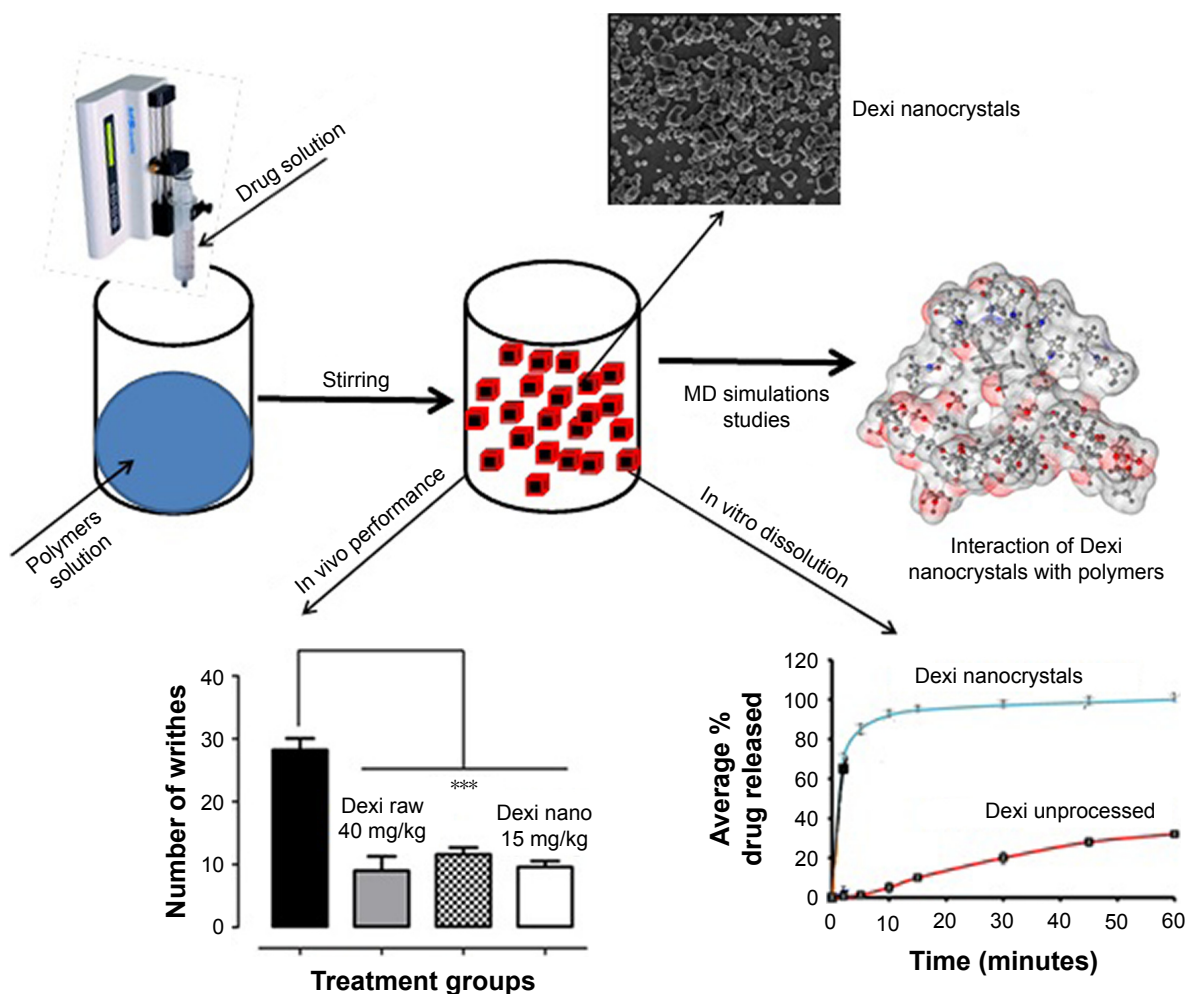 Dexi nanocrystals
Drug solution
Stirring
MD simulations
studies
Polymers
solution
In vivo performance
In vitro dissolution
Interaction of Dexi
nanocrystals with polymers
Number of writhes
40
30
20
10
0
***
Dexi raw
40 mg/kg
Dexi nano
15 mg/kg
Treatment groups
Average %
drug released
120
100
80
60
40
20
0
Dexi nanocrystals
Dexi unprocessed
0 10 20 30 40 50 60
Time (minutes)